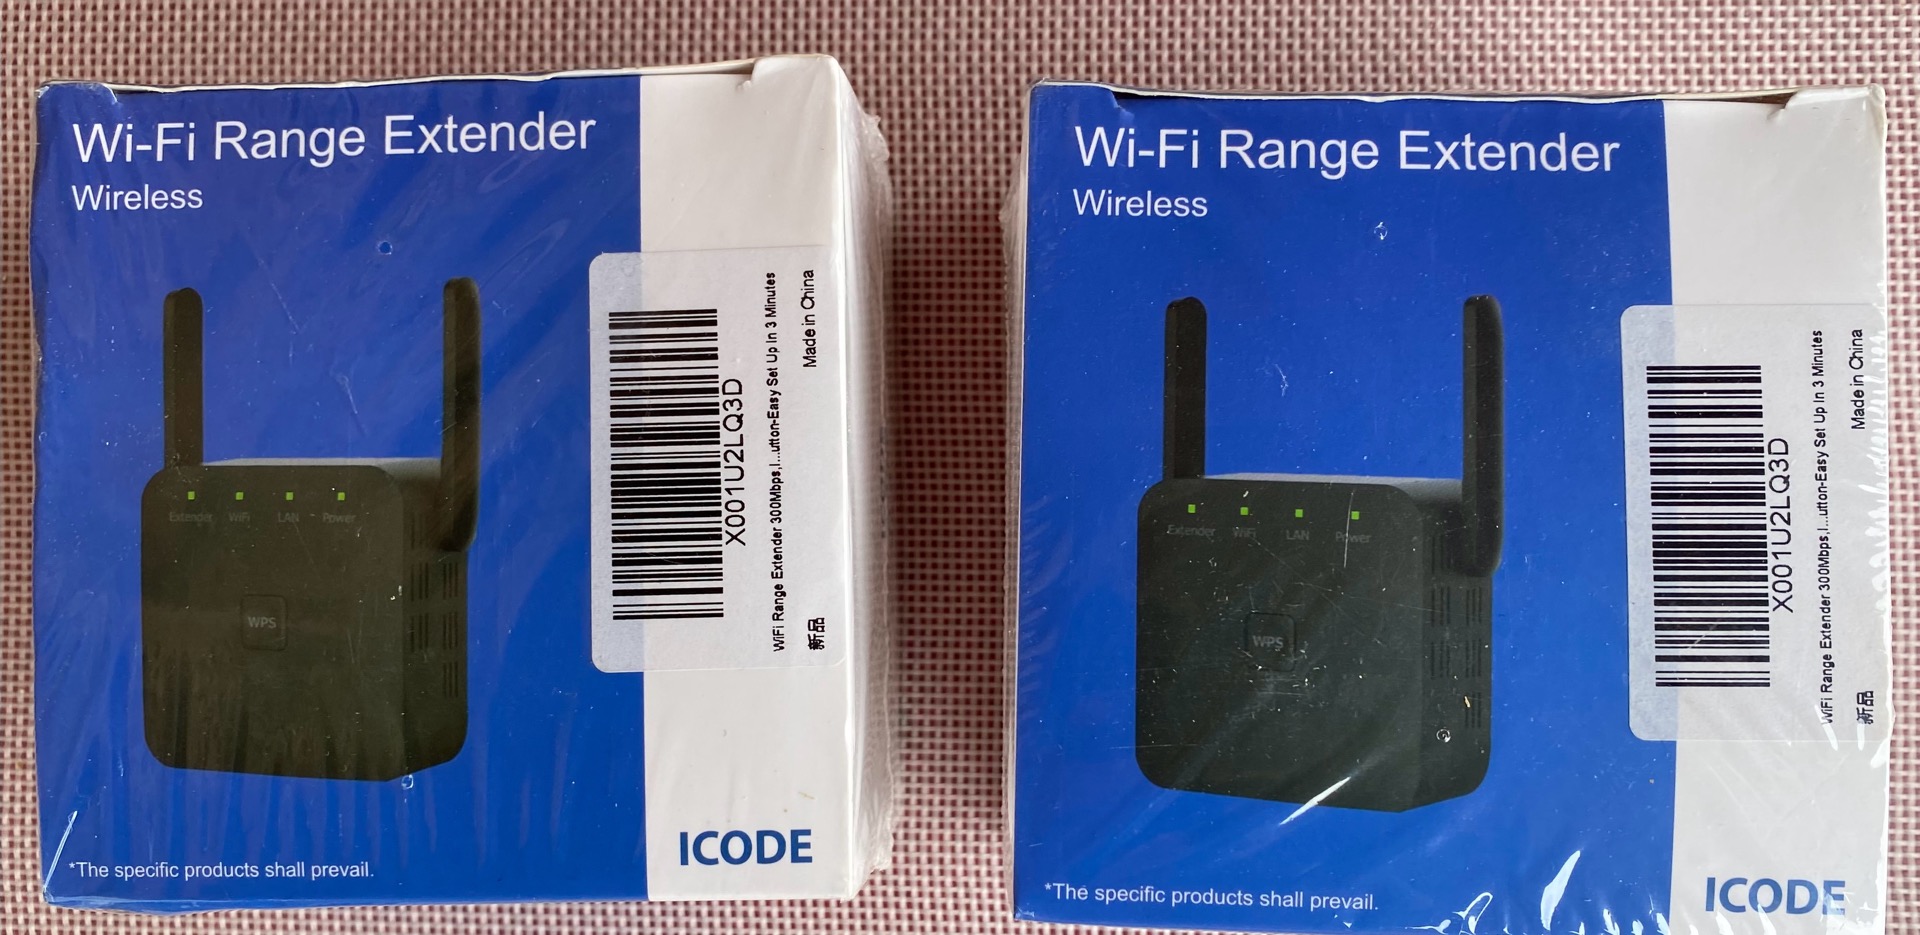 Wi-Fi Range Extender
Wireless
Extender WiFi LAN Power
WPS
X001U2LQ3D
WiFi Range Extender 300Mbps,I...utton-Easy Set Up In 3 Minutes
新品 Made in China
ICODE
*The specific products shall prevail.
Wi-Fi Range Extender
Wireless
Extender WiFi LAN Power
WPS
X001U2LQ3D
WiFi Range Extender 300Mbps,I...utton-Easy Set Up In 3 Minutes
新品 Made in China
ICODE
*The specific products shall prevail.